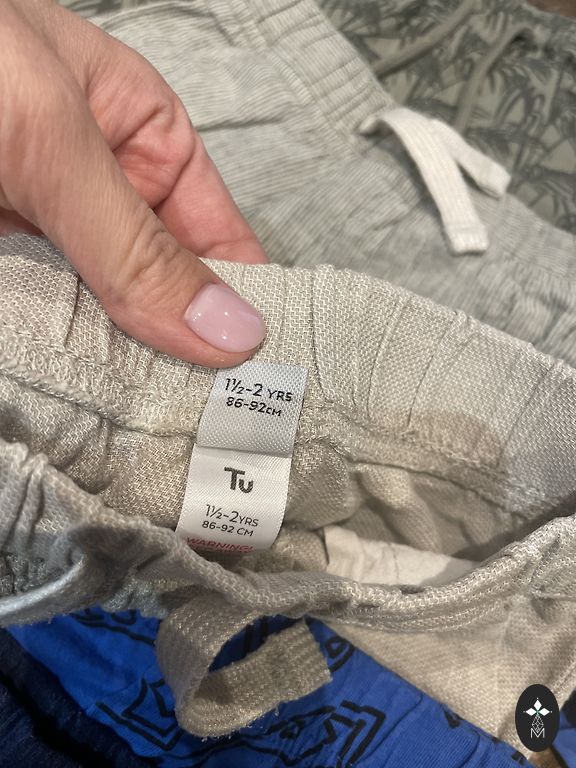 1½-2 YRS
86-92CM
Tu
1½-2YRS
86-92 CM
WARNING!
M